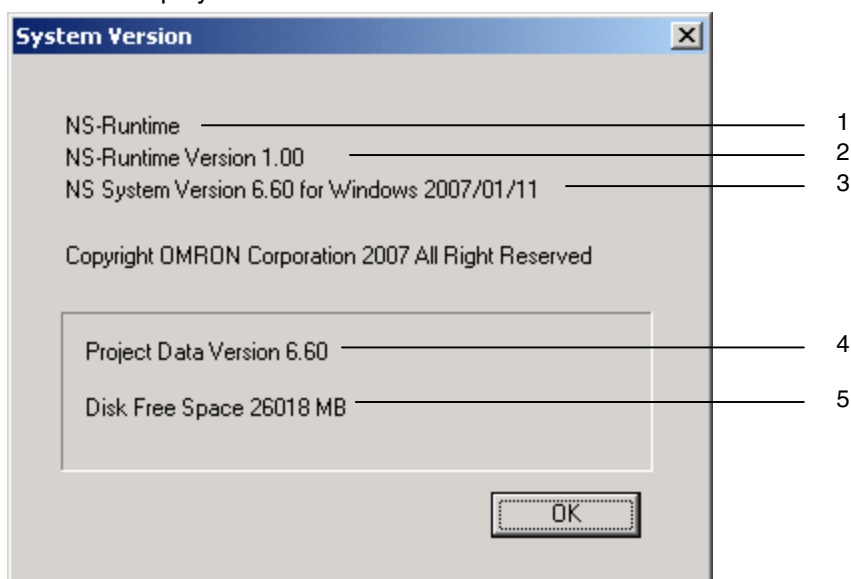 System Version
NS-Runtime 1
NS-Runtime Version 1.00 2
NS System Version 6.60 for Windows 2007/01/11 3
Copyright OMRON Corporation 2007 All Right Reserved
Project Data Version 6.60 4
Disk Free Space 26018 MB 5
OK